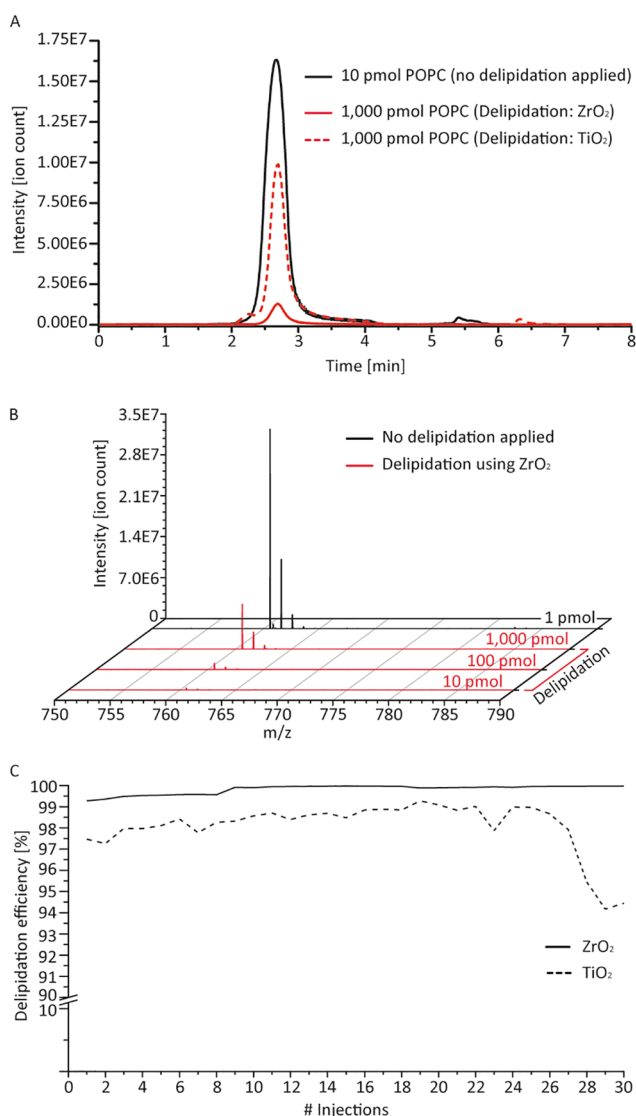 A
1.75E7
1.50E7
1.25E7
1.00E7
7.50E6
5.00E6
2.50E6
0.00E0
Intensity [ion count]
10 pmol POPC (no delipidation applied)
1,000 pmol POPC (Delipidation: ZrO₂)
1,000 pmol POPC (Delipidation: TiO₂)
0 1 2 3 4 5 6 7 8
Time [min]
B
3.5E7
2.8E7
2.1E7
1.4E7
7.0E6
0
Intensity [ion count]
No delipidation applied
Delipidation using ZrO₂
1 pmol
1,000 pmol
100 pmol
10 pmol
Delipidation
750 755 760 765 770 775 780 785 790
m/z
C
100
99
98
97
96
95
94
93
92
91
90
10
Delipidation efficiency [%]
ZrO₂
TiO₂
0 2 4 6 8 10 12 14 16 18 20 22 24 26 28 30
# Injections